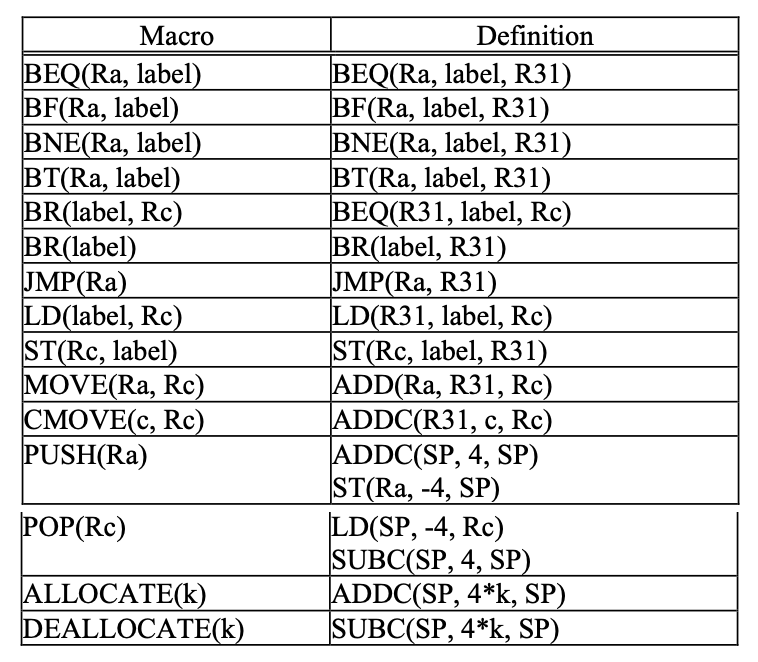 Macro Definition
BEQ(Ra, label) BEQ(Ra, label, R31)
BF(Ra, label) BF(Ra, label, R31)
BNE(Ra, label) BNE(Ra, label, R31)
BT(Ra, label) BT(Ra, label, R31)
BR(label, Rc) BEQ(R31, label, Rc)
BR(label) BR(label, R31)
JMP(Ra) JMP(Ra, R31)
LD(label, Rc) LD(R31, label, Rc)
ST(Rc, label) ST(Rc, label, R31)
MOVE(Ra, Rc) ADD(Ra, R31, Rc)
CMOVE(c, Rc) ADDC(R31, c, Rc)
PUSH(Ra) ADDC(SP, 4, SP)
ST(Ra, -4, SP)
POP(Rc) LD(SP, -4, Rc)
SUBC(SP, 4, SP)
ALLOCATE(k) ADDC(SP, 4*k, SP)
DEALLOCATE(k) SUBC(SP, 4*k, SP)